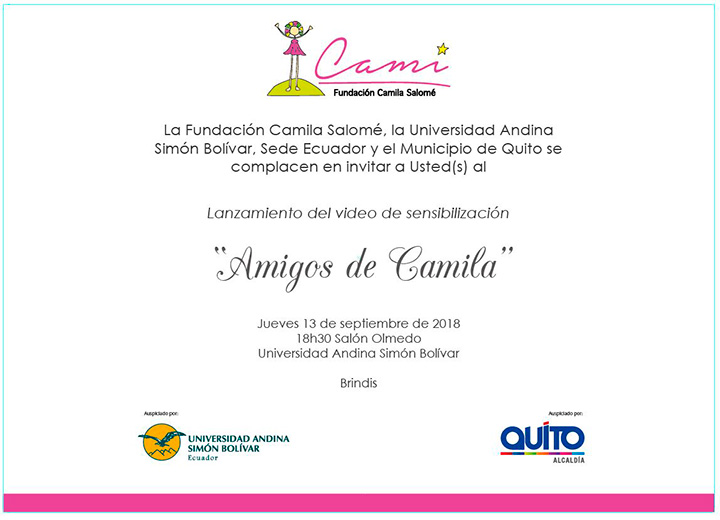 Cami
Fundación Camila Salomé
La Fundación Camila Salomé, la Universidad Andina
Simón Bolívar, Sede Ecuador y el Municipio de Quito se
complacen en invitar a Usted(s) al
Lanzamiento del video de sensibilización
"Amigos de Camila"
Jueves 13 de septiembre de 2018
18h30 Salón Olmedo
Universidad Andina Simón Bolívar
Brindis
Auspiciado por:
UNIVERSIDAD ANDINA
SIMÓN BOLÍVAR
Ecuador
Auspiciado por:
QUITO
ALCALDÍA